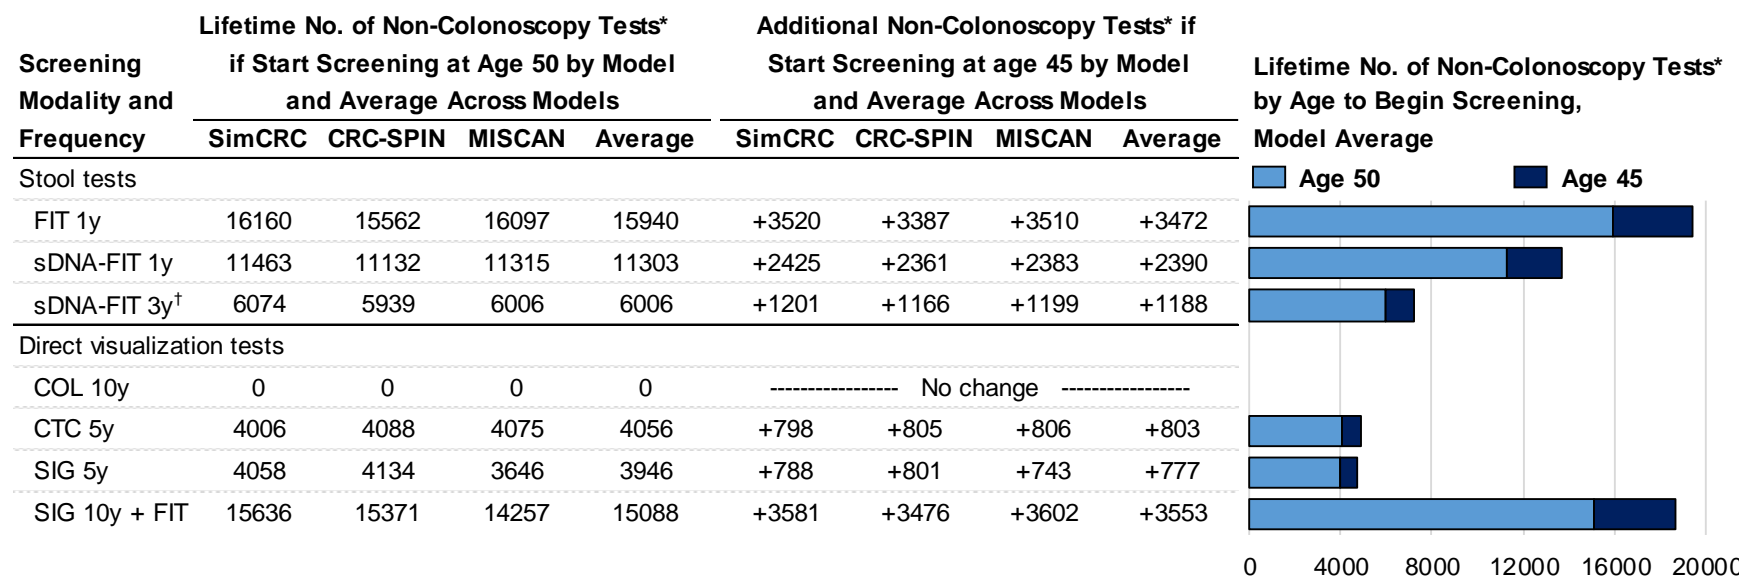 Lifetime No. of Non-Colonoscopy Tests* if Start Screening at Age 50 by Model and Average Across Models
Additional Non-Colonoscopy Tests* if Start Screening at age 45 by Model and Average Across Models
Screening Modality and Frequency SimCRC CRC-SPIN MISCAN Average SimCRC CRC-SPIN MISCAN Average
Lifetime No. of Non-Colonoscopy Tests* by Age to Begin Screening, Model Average
Age 50 Age 45
Stool tests
FIT 1y 16160 15562 16097 15940 +3520 +3387 +3510 +3472
sDNA-FIT 1y 11463 11132 11315 11303 +2425 +2361 +2383 +2390
sDNA-FIT 3y† 6074 5939 6006 6006 +1201 +1166 +1199 +1188
Direct visualization tests
COL 10y 0 0 0 0 ----------------- No change -----------------
CTC 5y 4006 4088 4075 4056 +798 +805 +806 +803
SIG 5y 4058 4134 3646 3946 +788 +801 +743 +777
SIG 10y + FIT 15636 15371 14257 15088 +3581 +3476 +3602 +3553
0 4000 8000 12000 16000 20000